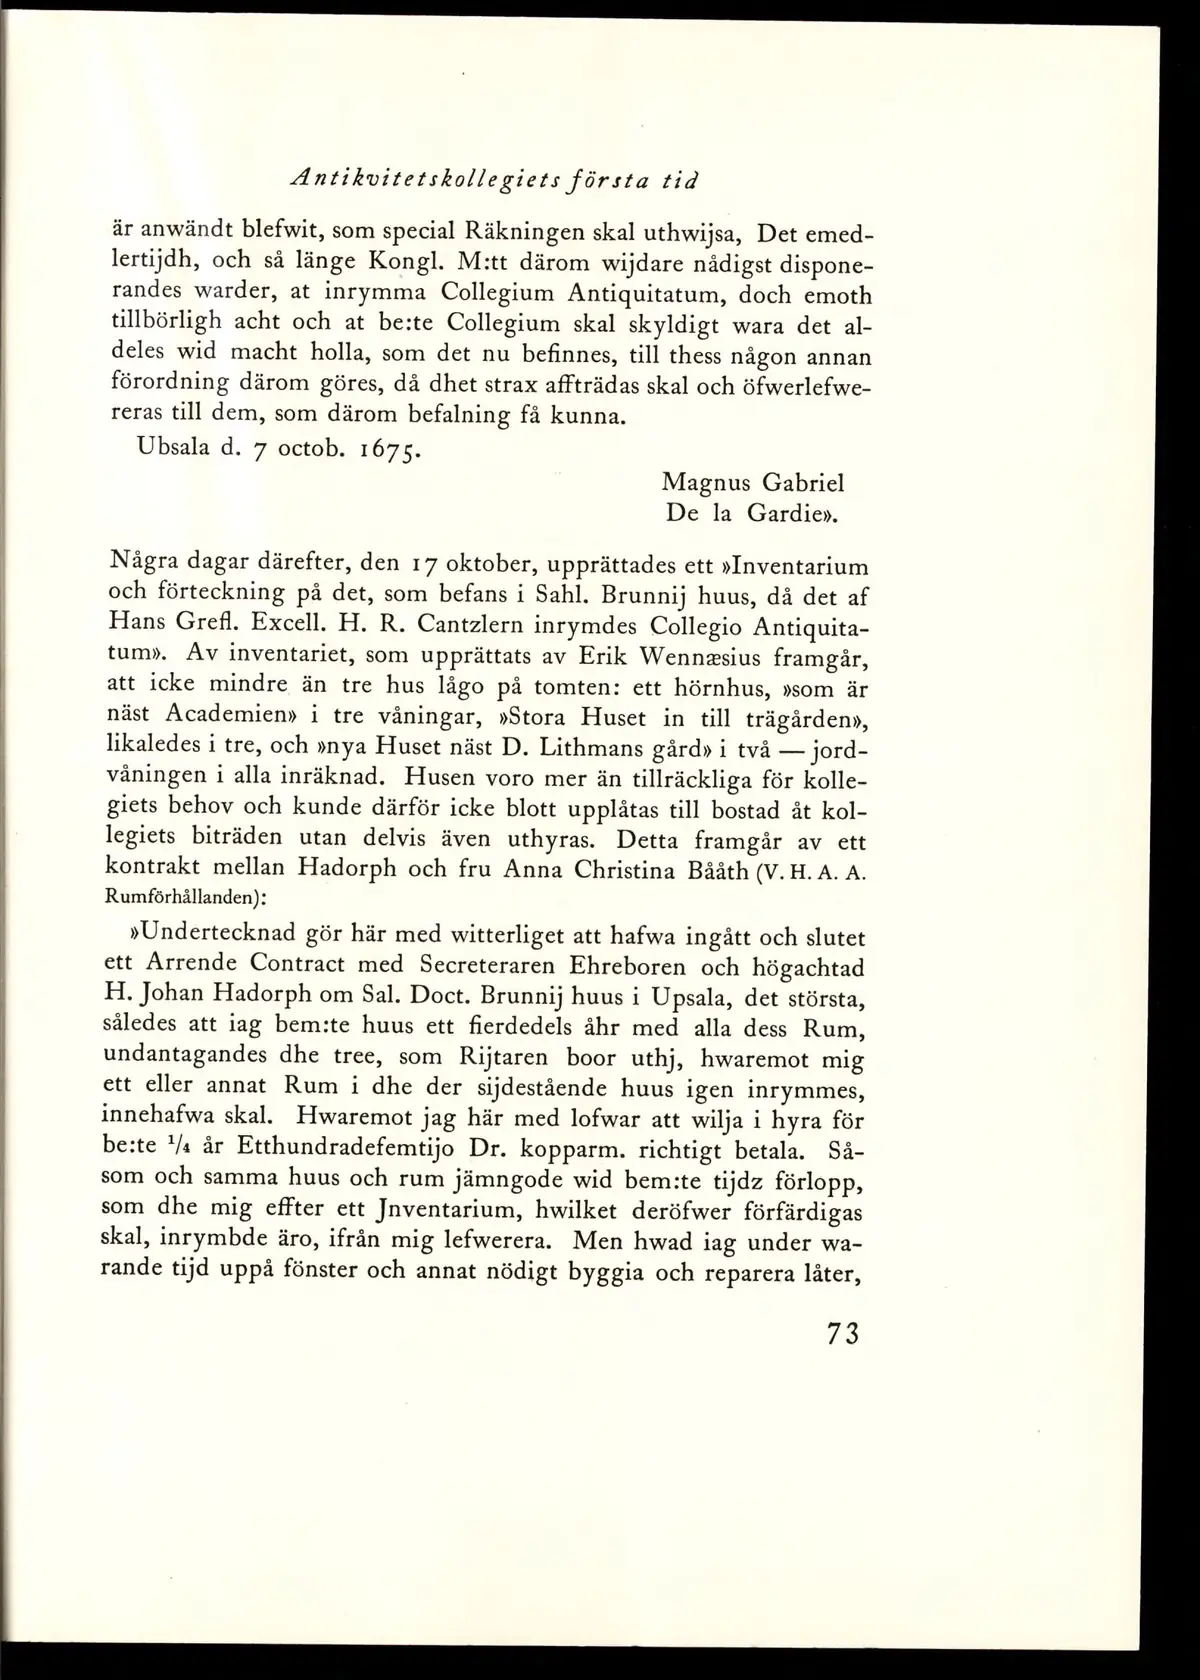 Antikvitetskollegiets första tid
är anwändt blefwit, som special Räkningen skal uthwijsa, Det emed-
lertijdh, och så länge Kongl. M:tt därom wijdare nådigst dispone-
randes warder, at inrymma Collegium Antiquitatum, doch emoth
tillbörligh acht och at be:te Collegium skal skyldigt wara det al-
deles wid macht holla, som det nu befinnes, till thess någon annan
förordning därom göres, då dhet strax affträdas skal och öfwerlefwe-
reras till dem, som därom befalning få kunna.
Ubsala d. 7 octob. 1675.
Magnus Gabriel
De la Gardie».
Några dagar därefter, den 17 oktober, upprättades ett »Inventarium
och förteckning på det, som befans i Sahl. Brunnij huus, då det af
Hans Grefl. Excell. H. R. Cantzlern inrymdes Collegio Antiquita-
tum». Av inventariet, som upprättats av Erik Wennæsius framgår,
att icke mindre än tre hus lågo på tomten: ett hörnhus, »som är
näst Academien» i tre våningar, »Stora Huset in till trägården»,
likaledes i tre, och »nya Huset näst D. Lithmans gård» i två — jord-
våningen i alla inräknad. Husen voro mer än tillräckliga för kolle-
giets behov och kunde därför icke blott upplåtas till bostad åt kol-
legiets biträden utan delvis även uthyras. Detta framgår av ett
kontrakt mellan Hadorph och fru Anna Christina Bååth (V. H. A. A.
Rumförhållanden):
»Undertecknad gör här med witterliget att hafwa ingått och slutet
ett Arrende Contract med Secreteraren Ehreboren och högachtad
H. Johan Hadorph om Sal. Doct. Brunnij huus i Upsala, det största,
således att iag bem:te huus ett fierdedels åhr med alla dess Rum,
undantagandes dhe tree, som Rijtaren boor uthj, hwaremot mig
ett eller annat Rum i dhe der sijdestående huus igen inrymmes,
innehafwa skal. Hwaremot jag här med lofwar att wilja i hyra för
be:te 1/4 år Etthundradefemtijo Dr. kopparm. richtigt betala. Så-
som och samma huus och rum jämngode wid bem:te tijdz förlopp,
som dhe mig effter ett Jnventarium, hwilket deröfwer förfärdigas
skal, inrymbde äro, ifrån mig lefwerera. Men hwad iag under wa-
rande tijd uppå fönster och annat nödigt byggia och reparera låter,
73